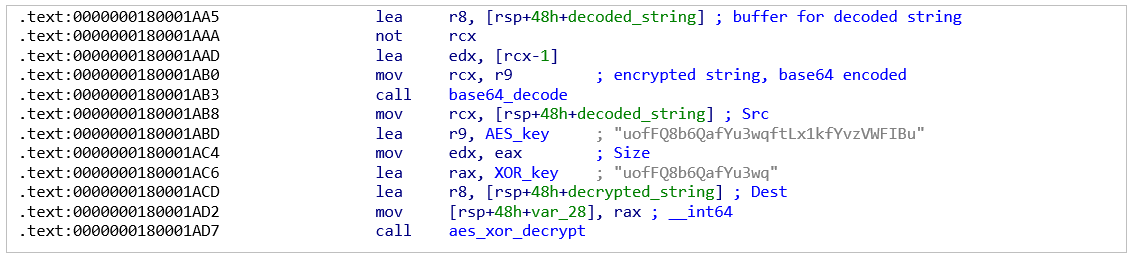 .text:0000000180001AA5 lea r8, [rsp+48h+decoded_string] ; buffer for decoded string
.text:0000000180001AAA not rcx
.text:0000000180001AAD lea edx, [rcx-1]
.text:0000000180001AB0 mov rcx, r9 ; encrypted string, base64 encoded
.text:0000000180001AB3 call base64_decode
.text:0000000180001AB8 mov rcx, [rsp+48h+decoded_string] ; Src
.text:0000000180001ABD lea r9, AES_key ; "uofFQ8b6QafYu3wqftLx1kfYvzVWFIBu"
.text:0000000180001AC4 mov edx, eax ; Size
.text:0000000180001AC6 lea rax, XOR_key ; "uofFQ8b6QafYu3wq"
.text:0000000180001ACD lea r8, [rsp+48h+decrypted_string] ; Dest
.text:0000000180001AD2 mov [rsp+48h+var_28], rax ; __int64
.text:0000000180001AD7 call aes_xor_decrypt